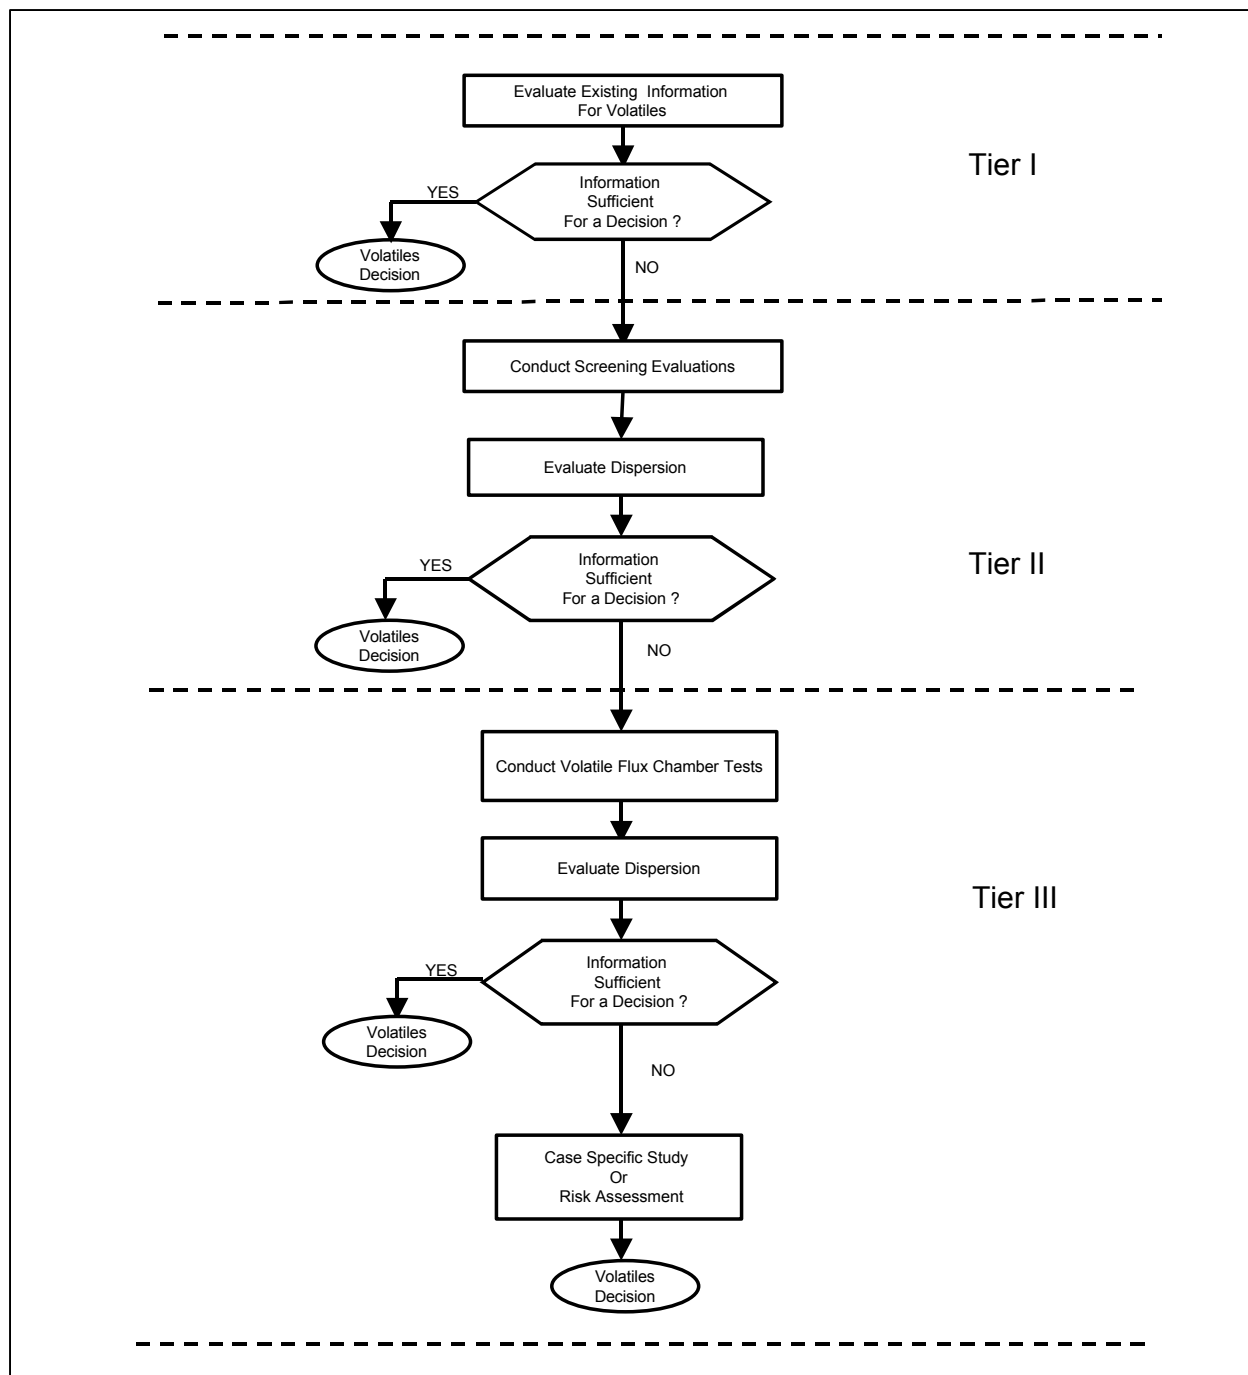 Evaluate Existing Information
For Volatiles
Tier I
Information
Sufficient
For a Decision ?
YES
Volatiles
Decision
NO
Conduct Screening Evaluations
Evaluate Dispersion
Tier II
Information
Sufficient
For a Decision ?
YES
Volatiles
Decision
NO
Conduct Volatile Flux Chamber Tests
Evaluate Dispersion
Tier III
Information
Sufficient
For a Decision ?
YES
Volatiles
Decision
NO
Case Specific Study
Or
Risk Assessment
Volatiles
Decision